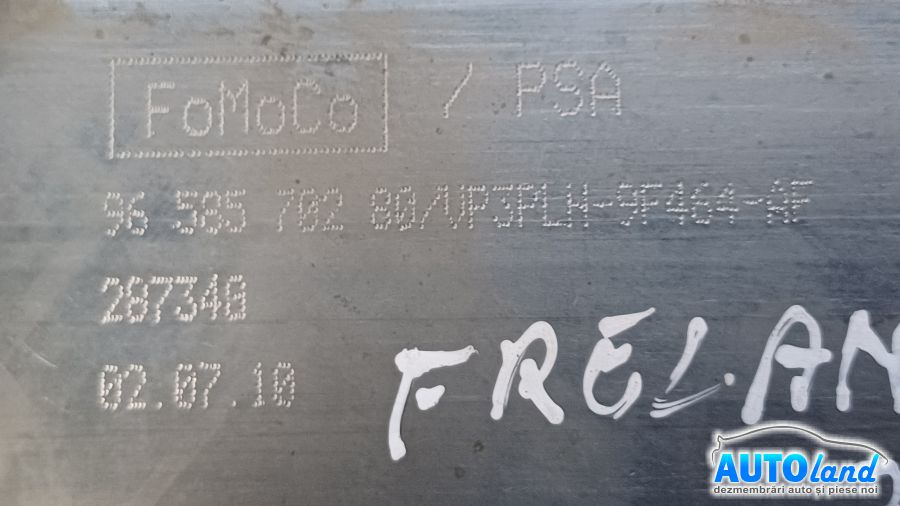 FoMoCo / PSA
96 585 702 80/VP3PLH-9F464-AF
287348
02.07.10
FREL.AN
AUTOland
dezmembrări auto și piese noi